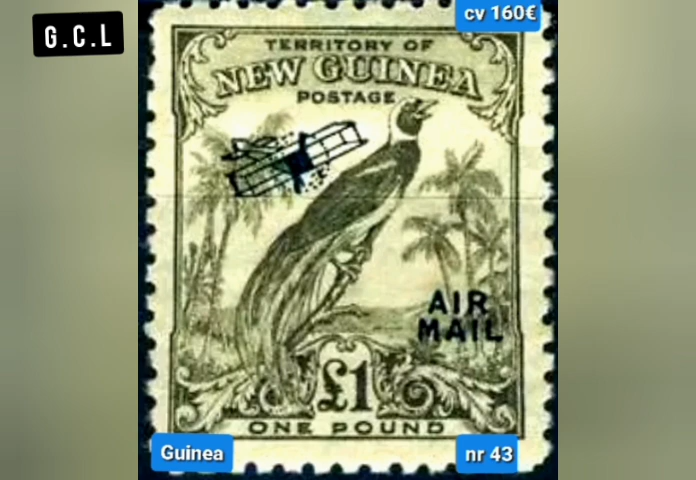 G.C.L
cv 160€
TERRITORY OF
NEW GUINEA
POSTAGE
AIR
MAIL
£1
ONE POUND
Guinea
nr 43